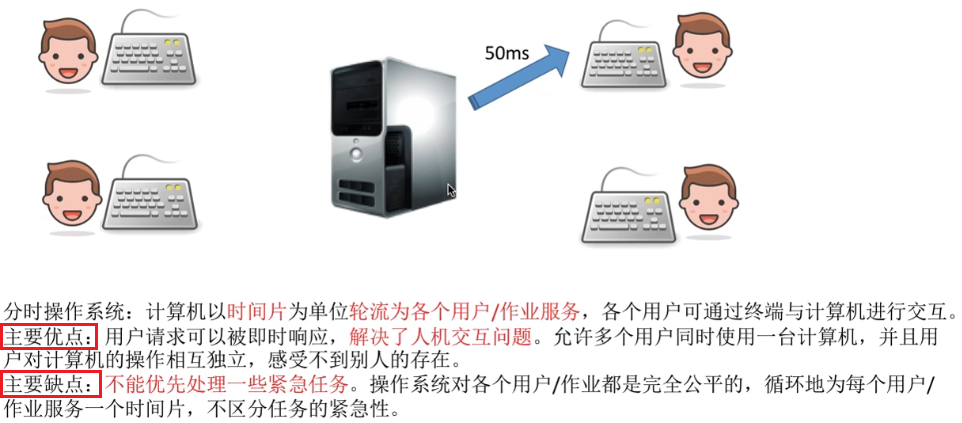 50ms
分时操作系统：计算机以时间片为单位轮流为各个用户/作业服务，各个用户可通过终端与计算机进行交互。
主要优点：用户请求可以被即时响应，解决了人机交互问题。允许多个用户同时使用一台计算机，并且用
户对计算机的操作相互独立，感受不到别人的存在。
主要缺点：不能优先处理一些紧急任务。操作系统对各个用户/作业都是完全公平的，循环地为每个用户/
作业服务一个时间片，不区分任务的紧急性。